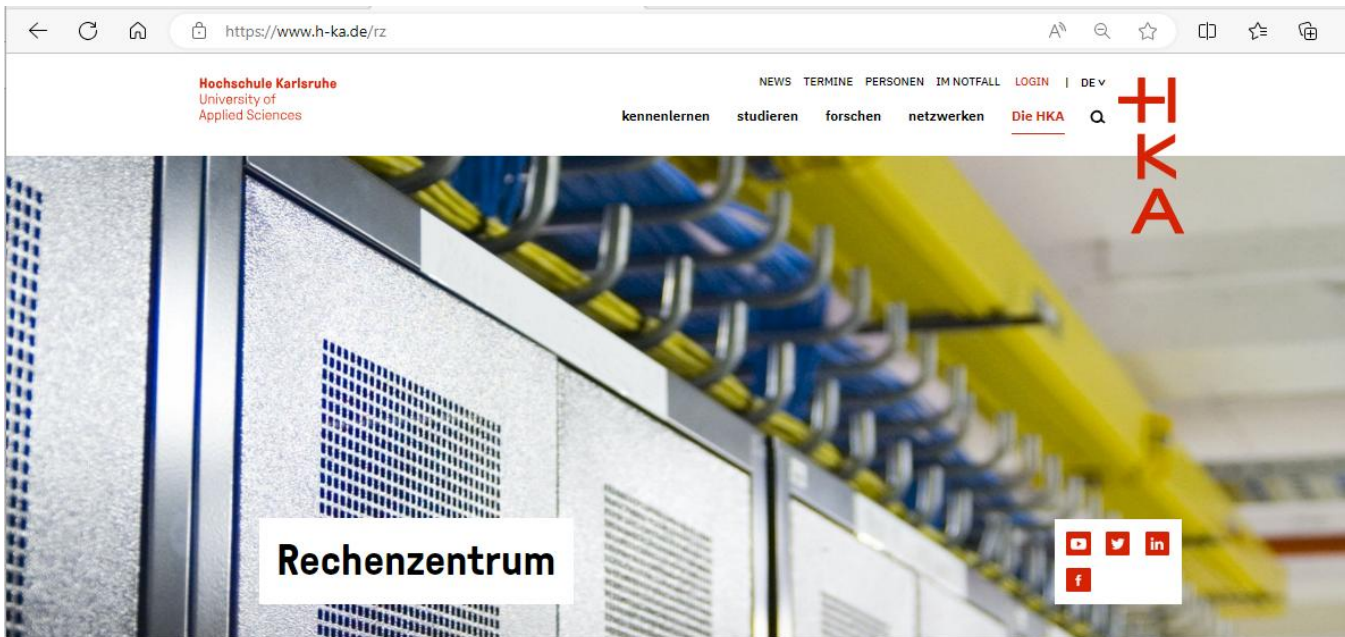 https://www.h-ka.de/rz
Hochschule Karlsruhe
University of
Applied Sciences
NEWS TERMINE PERSONEN IM NOTFALL LOGIN | DE
kennenlernen studieren forschen netzwerken Die HKA
H
K
A
Rechenzentrum
in
f